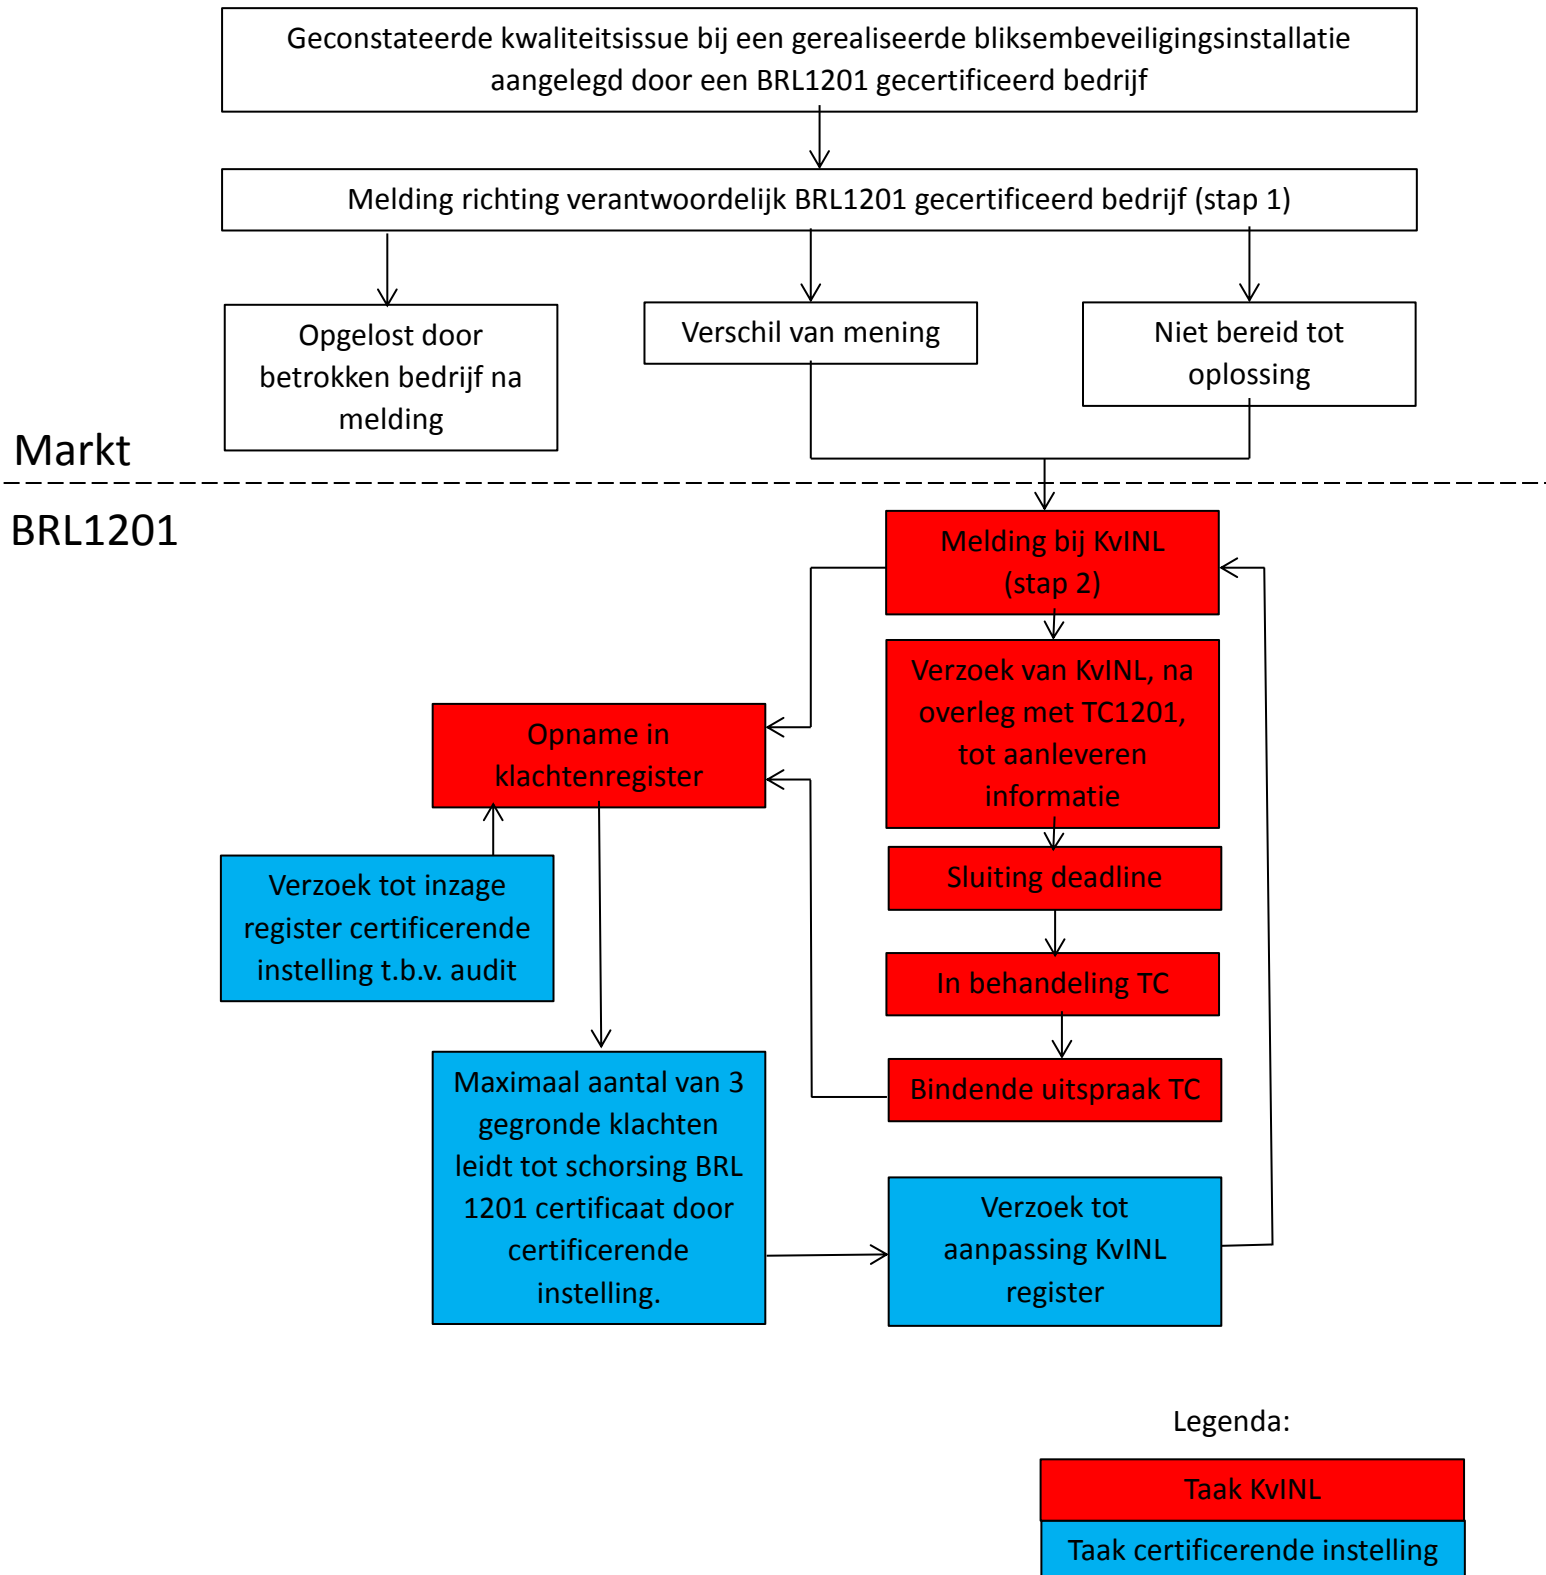 Geconstateerde kwaliteitsissue bij een gerealiseerde bliksembeveiligingsinstallatie
aangelegd door een BRL1201 gecertificeerd bedrijf
Melding richting verantwoordelijk BRL1201 gecertificeerd bedrijf (stap 1)
Opgelost door
betrokken bedrijf na
melding
Verschil van mening
Niet bereid tot
oplossing
Markt
BRL1201
Melding bij KvINL
(stap 2)
Verzoek van KvINL, na
overleg met TC1201,
tot aanleveren
informatie
Opname in
klachtenregister
Sluiting deadline
Verzoek tot inzage
register certificerende
instelling t.b.v. audit
In behandeling TC
Bindende uitspraak TC
Maximaal aantal van 3
gegronde klachten
leidt tot schorsing BRL
1201 certificaat door
certificerende
instelling.
Verzoek tot
aanpassing KvINL
register
Legenda:
Taak KvINL
Taak certificerende instelling